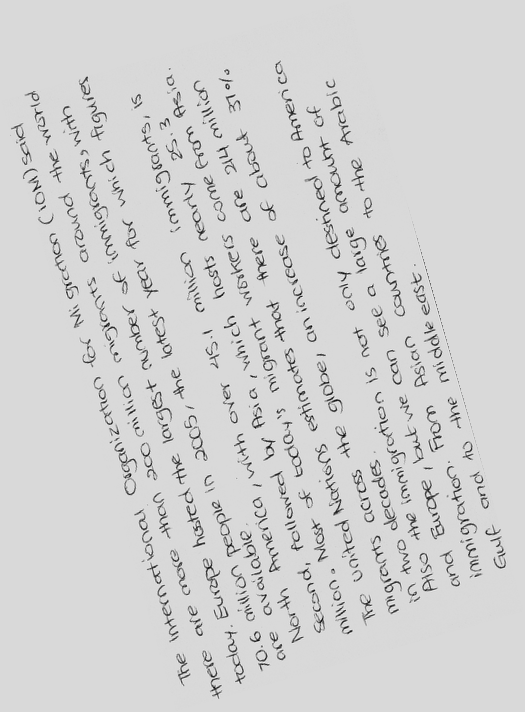 The International Organization for Migration (IOM) said
there are more than 200 million migrants around the world
today. Europe hosted the largest number of immigrants, with
70.6 million people in 2005, the latest year for which figures
are available.
North America, with over 45.1 million immigrants, is
second, followed by Asia, which hosts nearly 25.3
million. Most of today's migrant workers come from Asia.
The United Nations estimates that there are 214 million
migrants across the globe, an increase of about 37%
in two decades.
Also the immigration is not only destined to America
and Europe, but we can see a large amount of
immigration. From Asian countries to the Arabic
Gulf and to the middle east.